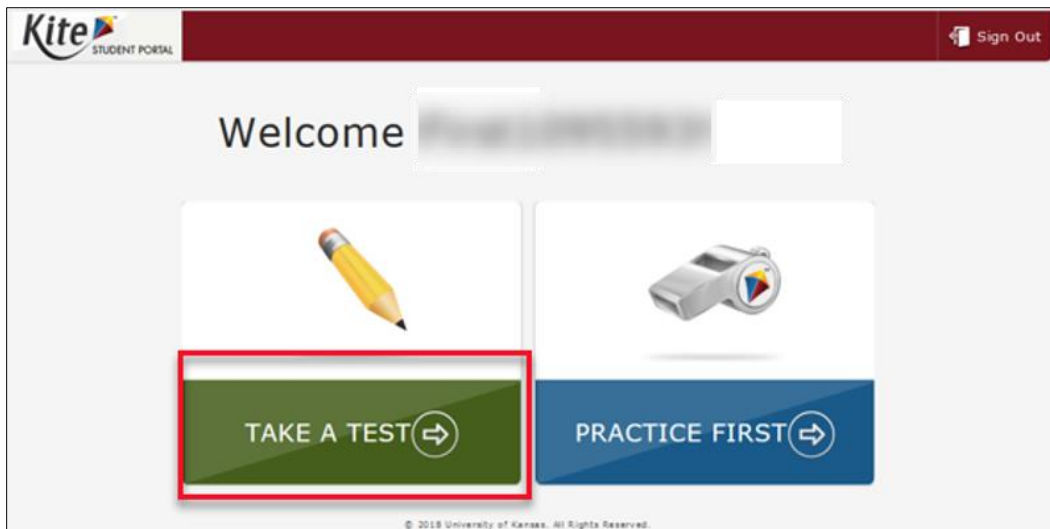 Kite
STUDENT PORTAL
Sign Out
Welcome
TAKE A TEST
PRACTICE FIRST
© 2018 University of Kansas. All Rights Reserved.